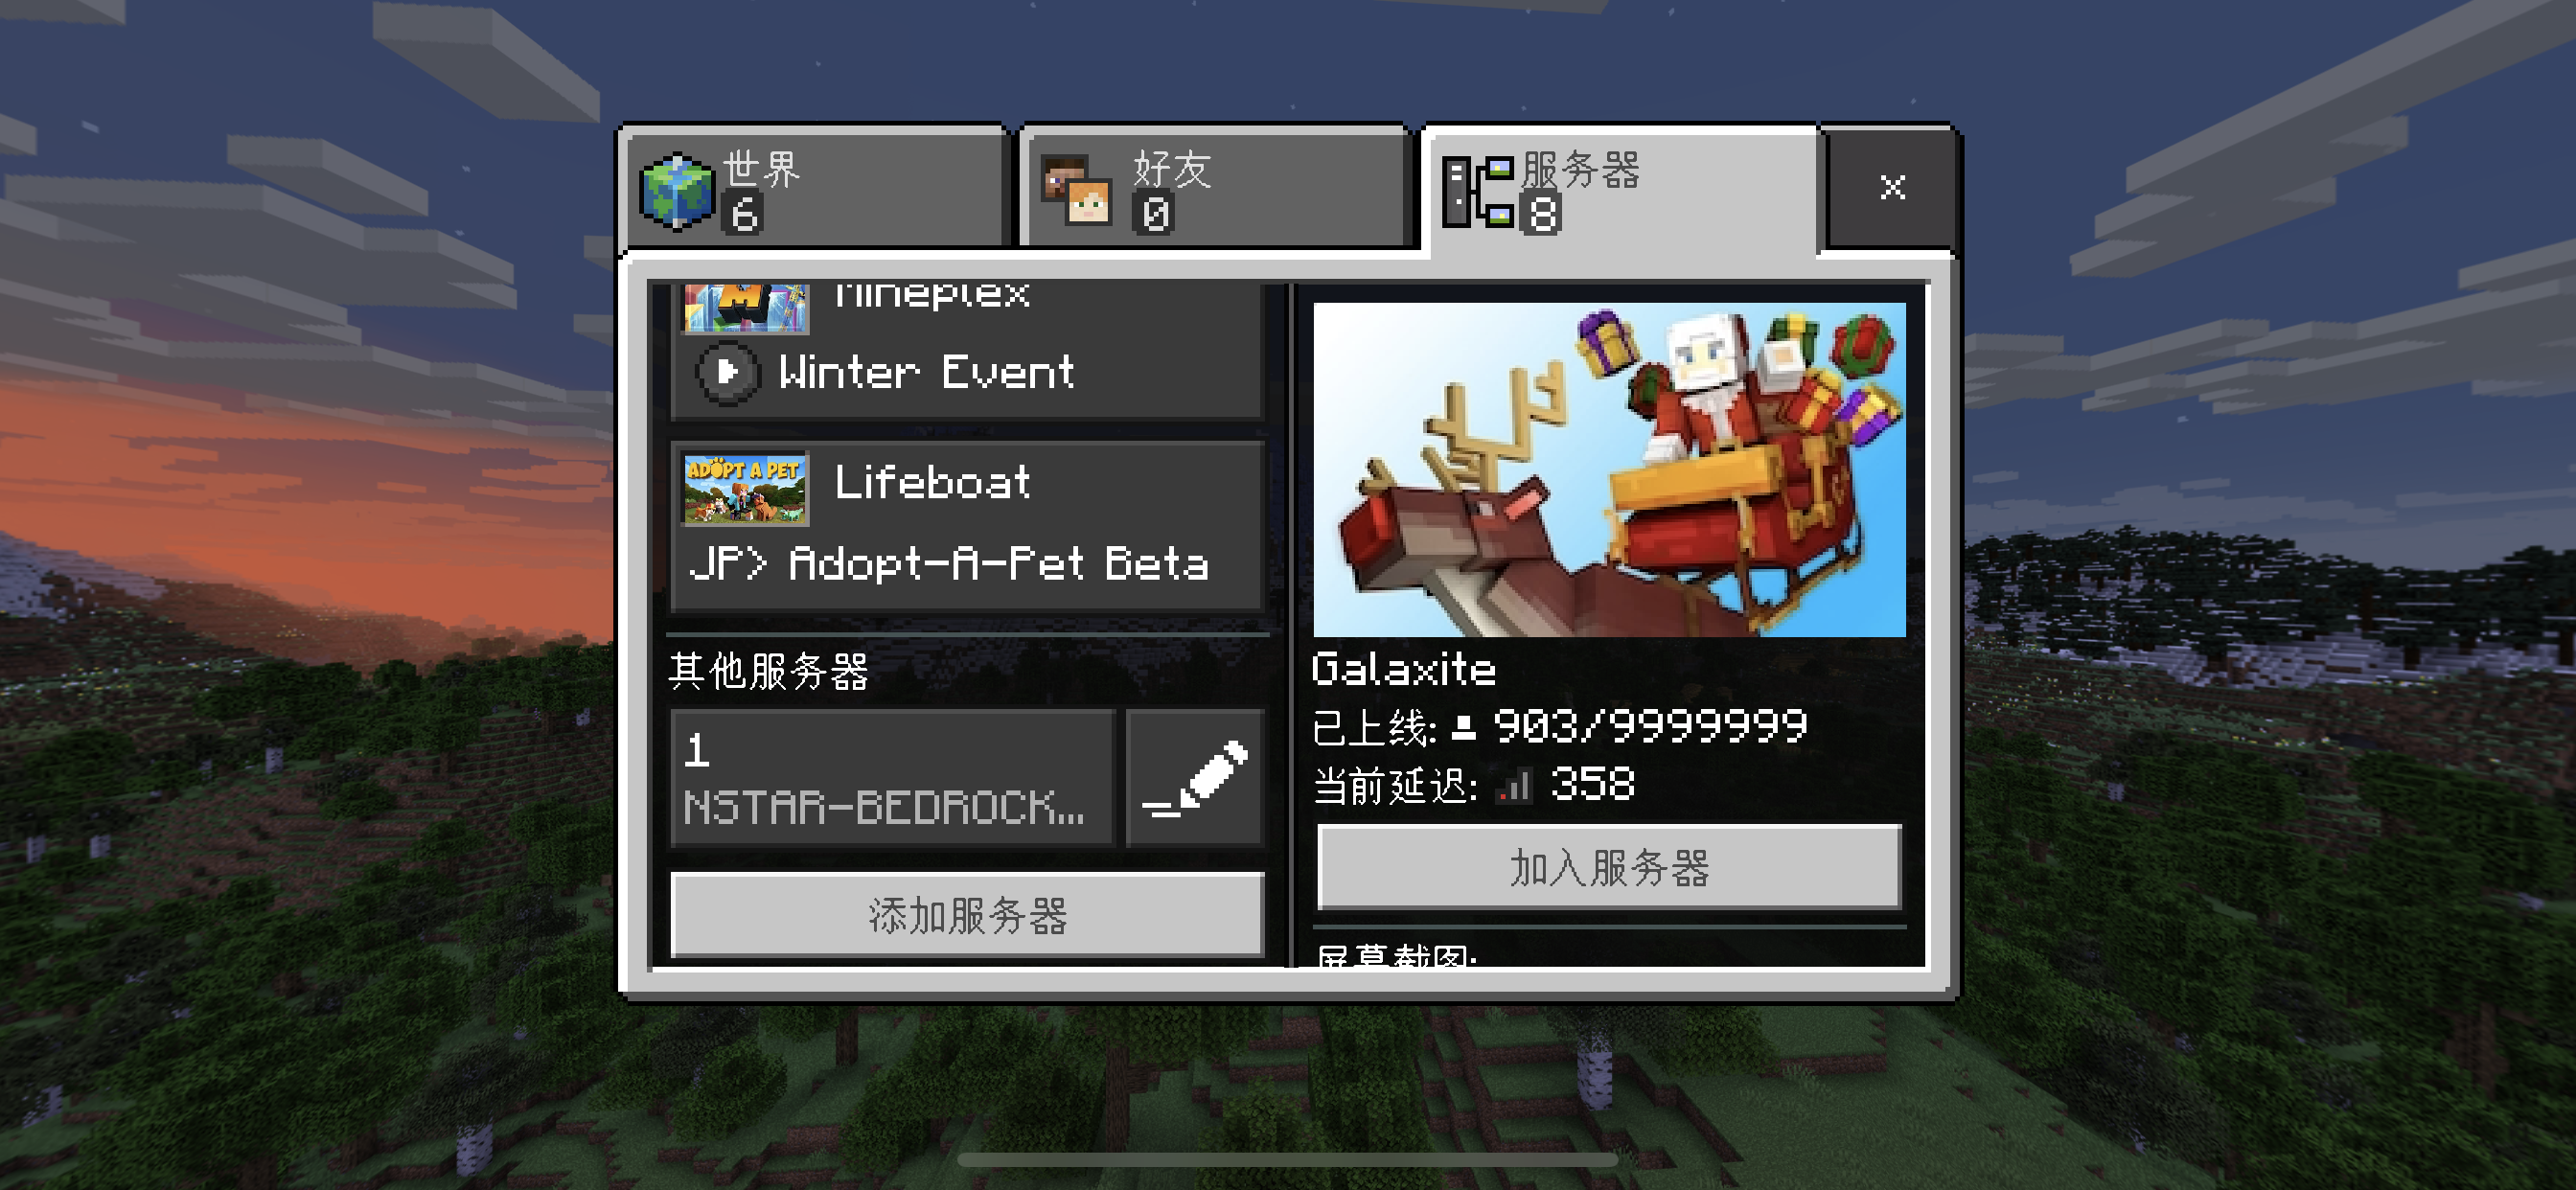 世界
6
好友
0
服务器
8
Mineplex
Winter Event
ADOPT A PET
Lifeboat
JP> Adopt-A-Pet Beta
其他服务器
1
NSTAR-BEDROCK...
添加服务器
Galaxite
已上线: 903/9999999
当前延迟: 358
加入服务器
屏幕截图: